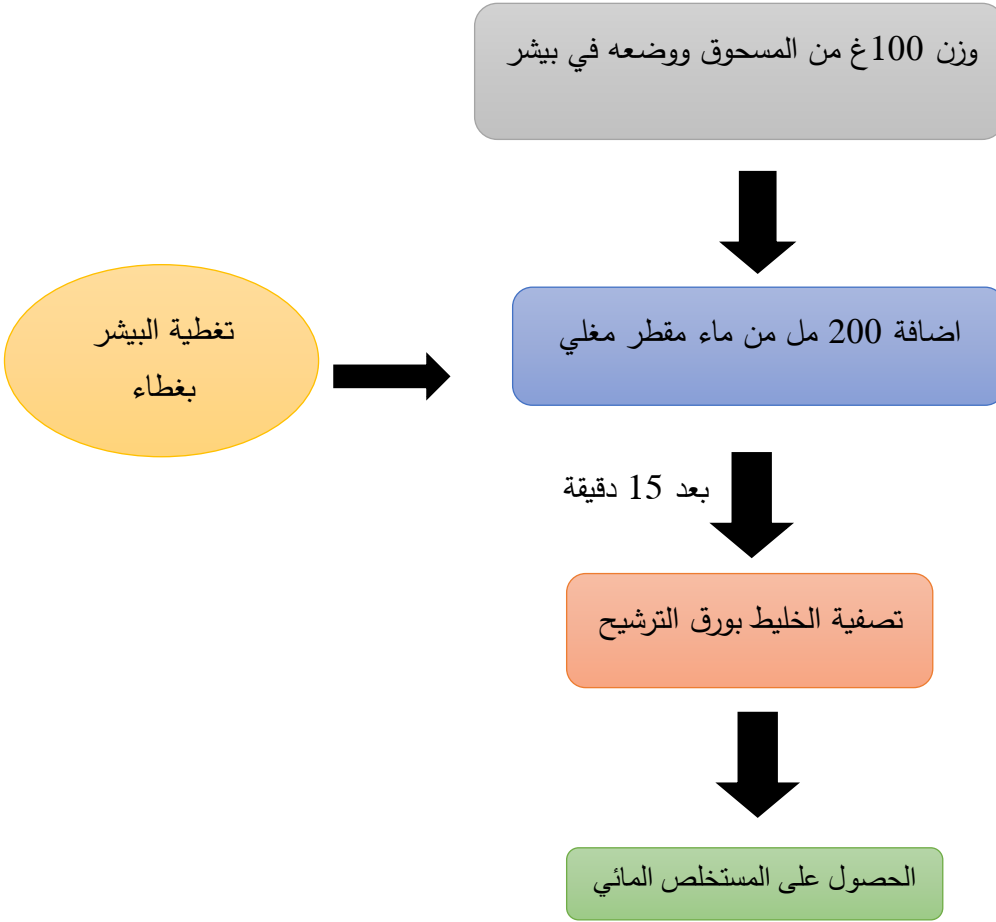 وزن 100غ من المسحوق ووضعه في بيشر
اضافة 200 مل من ماء مقطر مغلي
تغطية البيشر
بغطاء
بعد 15 دقيقة
تصفية الخليط بورق الترشيح
الحصول على المستخلص المائي